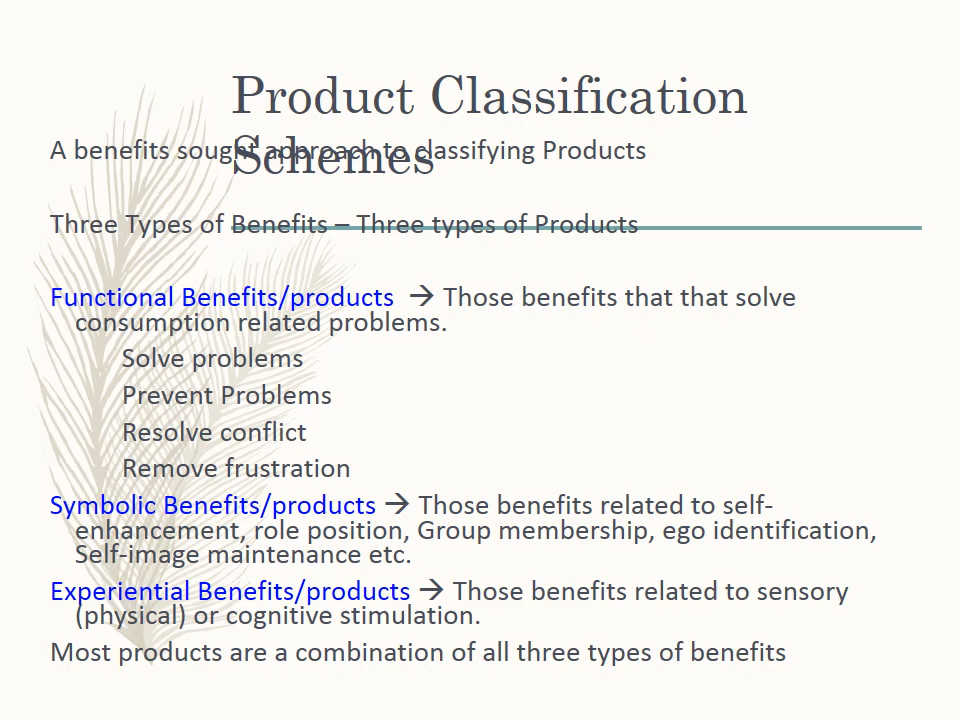 Product Classification
Schemes
A benefits sought approach to classifying Products
Three Types of Benefits – Three types of Products
Functional Benefits/products → Those benefits that that solve
consumption related problems.
Solve problems
Prevent Problems
Resolve conflict
Remove frustration
Symbolic Benefits/products → Those benefits related to self-
enhancement, role position, Group membership, ego identification,
Self-image maintenance etc.
Experiential Benefits/products → Those benefits related to sensory
(physical) or cognitive stimulation.
Most products are a combination of all three types of benefits